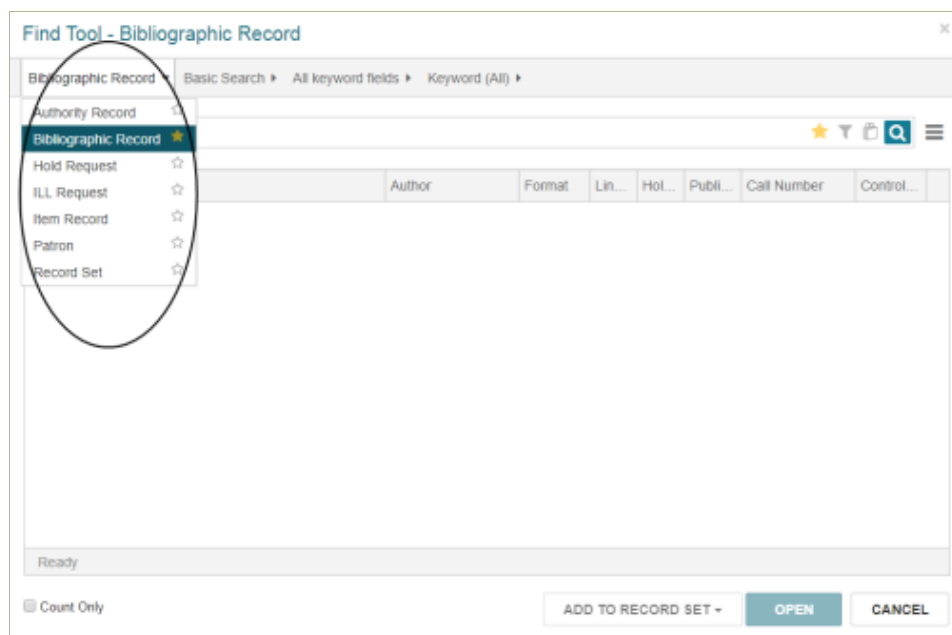 Find Tool - Bibliographic Record
Bibliographic Record Basic Search All keyword fields Keyword (All)
Authority Record
Bibliographic Record
Hold Request
ILL Request
Item Record
Patron
Record Set
Author Format Lin... Hol... Publi... Call Number Control...
Ready
Count Only ADD TO RECORD SET OPEN CANCEL